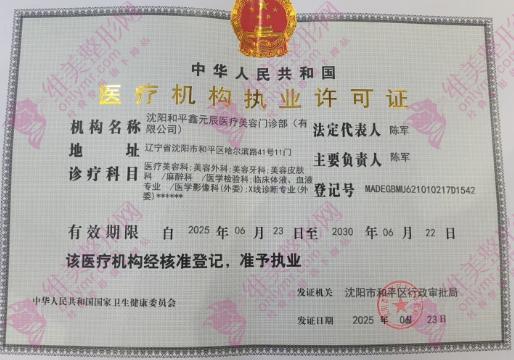 中华人民共和国
医疗机构执业许可证
机构名称 沈阳和平鑫元辰医疗美容门诊部（有限公司）
法定代表人 陈军
地址 辽宁省沈阳市和平区哈尔滨路41号11门
主要负责人 陈军
诊疗科目 医疗美容科;美容外科;美容牙科;美容皮肤
科 /麻醉科 /医学检验科;临床体液、血液
专业 /医学影像科(外委);X线诊断专业(外
委)******
登记号 MADEGBMU621010217D1542
有效期限 自 2025 年 06 月 23 日至 2030 年 06 月 22 日
该医疗机构经核准登记，准予执业
中华人民共和国国家卫生健康委员会
发证机关 沈阳市和平区行政审批局
发证日期 2025 年 06 月 23 日
维美整形网
onlymr.com